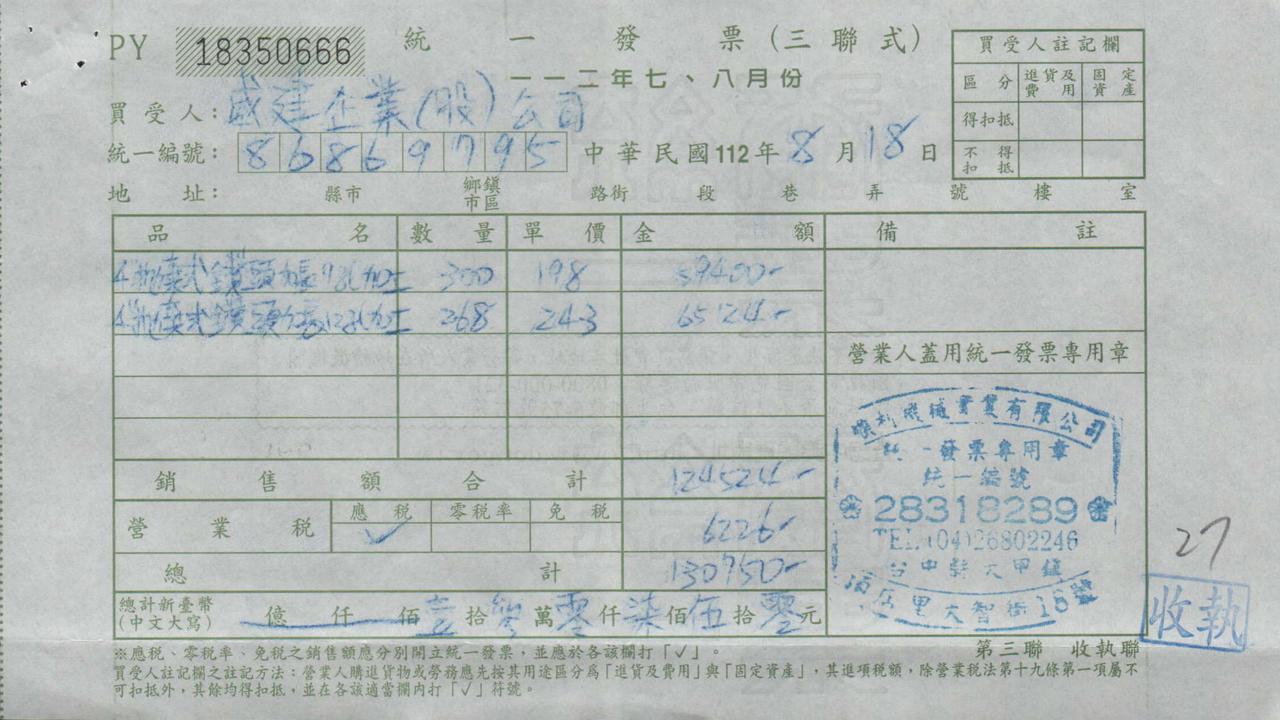 PY 18350666 統一發票(三聯式)
一一二年七、八月份
買受人: 盛建企業(股)公司
統一編號: 86869795 中華民國112年8月18日
地址: 縣市 鄉鎮市區 路街 段 巷 弄 號 樓 室
買受人註記欄
區分 進貨及費用 固定資產
得扣抵
不得扣抵
品名 數量 單價 金額 備註
式鑽頭加長 加工 300 198 59400-
式鑽頭加長 加工 268 243 65124-
營業人蓋用統一發票專用章
銷售額合計 124524-
營業稅 應稅 零稅率 免稅
✓ 6226-
總計 130750-
總計新臺幣(中文大寫) 億仟佰壹拾參萬零仟柒佰伍拾零元
機械實業有限公司
統一發票專用章
統一編號
28318289
TEL:(04)26802246
台中縣大甲鎮
里大智街16號
27
收執
※應稅、零稅率、免稅之銷售額應分別開立統一發票,並應於各該欄打「✓」。
第三聯 收執聯
買受人註記欄之註記方法:營業人購進貨物或勞務應先按其用途區分為「進貨及費用」與「固定資產」,其進項稅額,除營業稅法第十九條第一項屬不
可扣抵外,其餘均得扣抵,並在各該適當欄內打「✓」符號。